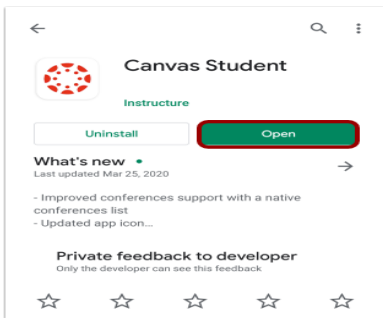 Canvas Student
Instructure
Uninstall
Open
What's new •
Last updated Mar 25, 2020
- Improved conferences support with a native
conferences list
- Updated app icon...
Private feedback to developer
Only the developer can see this feedback